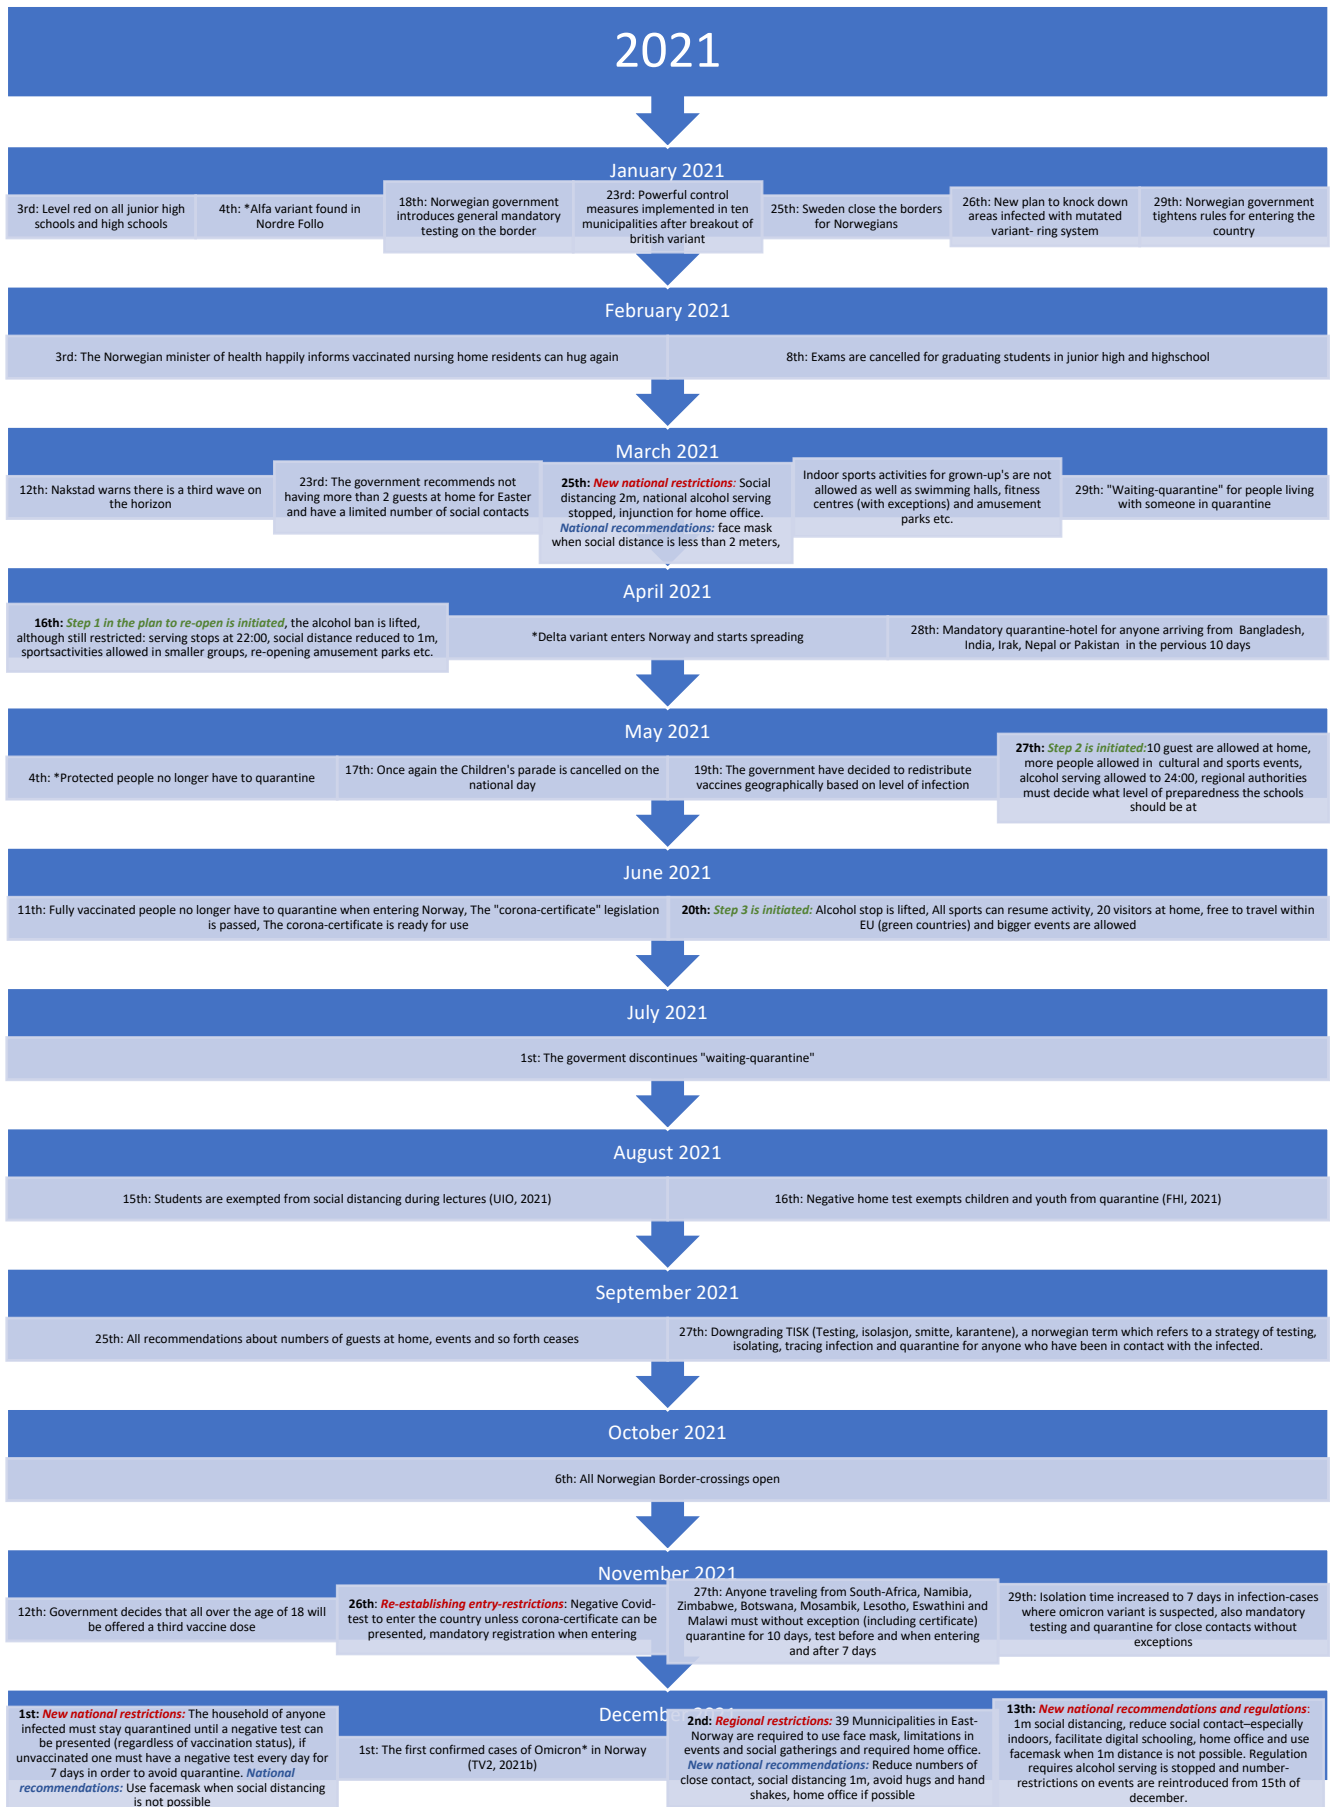 2021
January 2021
3rd: Level red on all junior high
schools and high schools
4th: *Alfa variant found in
Nordre Follo
18th: Norwegian government
introduces general mandatory
testing on the border
23rd: Powerful control
measures implemented in ten
municipalities after breakout of
british variant
25th: Sweden close the borders
for Norwegians
26th: New plan to knock down
areas infected with mutated
variant- ring system
29th: Norwegian government
tightens rules for entering the
country
February 2021
3rd: The Norwegian minister of health happily informs vaccinated nursing home residents can hug again
8th: Exams are cancelled for graduating students in junior high and highschool
March 2021
12th: Nakstad warns there is a third wave on
the horizon
23rd: The government recommends not
having more than 2 guests at home for Easter
and have a limited number of social contacts
25th: New national restrictions: Social
distancing 2m, national alcohol serving
stopped, injunction for home office.
National recommendations: face mask
when social distance is less than 2 meters,
Indoor sports activities for grown-up's are not
allowed as well as swimming halls, fitness
centres (with exceptions) and amusement
parks etc.
29th: "Waiting-quarantine" for people living
with someone in quarantine
April 2021
16th: Step 1 in the plan to re-open is initiated, the alcohol ban is lifted,
although still restricted: serving stops at 22:00, social distance reduced to 1m,
sportsactivities allowed in smaller groups, re-opening amusement parks etc.
*Delta variant enters Norway and starts spreading
28th: Mandatory quarantine-hotel for anyone arriving from Bangladesh,
India, Irak, Nepal or Pakistan in the pervious 10 days
May 2021
4th: *Protected people no longer have to quarantine
17th: Once again the Children's parade is cancelled on the
national day
19th: The government have decided to redistribute
vaccines geographically based on level of infection
27th: Step 2 is initiated:10 guest are allowed at home,
more people allowed in cultural and sports events,
alcohol serving allowed to 24:00, regional authorities
must decide what level of preparedness the schools
should be at
June 2021
11th: Fully vaccinated people no longer have to quarantine when entering Norway, The "corona-certificate" legislation
is passed, The corona-certificate is ready for use
20th: Step 3 is initiated: Alcohol stop is lifted, All sports can resume activity, 20 visitors at home, free to travel within
EU (green countries) and bigger events are allowed
July 2021
1st: The goverment discontinues "waiting-quarantine"
August 2021
15th: Students are exempted from social distancing during lectures (UIO, 2021)
16th: Negative home test exempts children and youth from quarantine (FHI, 2021)
September 2021
25th: All recommendations about numbers of guests at home, events and so forth ceases
27th: Downgrading TISK (Testing, isolasjon, smitte, karantene), a norwegian term which refers to a strategy of testing,
isolating, tracing infection and quarantine for anyone who have been in contact with the infected.
October 2021
6th: All Norwegian Border-crossings open
November 2021
12th: Government decides that all over the age of 18 will
be offered a third vaccine dose
26th: Re-establishing entry-restrictions: Negative Covid-
test to enter the country unless corona-certificate can be
presented, mandatory registration when entering
27th: Anyone traveling from South-Africa, Namibia,
Zimbabwe, Botswana, Mosambik, Lesotho, Eswathini and
Malawi must without exception (including certificate)
quarantine for 10 days, test before and when entering
and after 7 days
29th: Isolation time increased to 7 days in infection-cases
where omicron variant is suspected, also mandatory
testing and quarantine for close contacts without
exceptions
December 2021
1st: New national restrictions: The household of anyone
infected must stay quarantined until a negative test can
be presented (regardless of vaccination status), if
unvaccinated one must have a negative test every day for
7 days in order to avoid quarantine. National
recommendations: Use facemask when social distancing
is not possible
1st: The first confirmed cases of Omicron* in Norway
(TV2, 2021b)
2nd: Regional restrictions: 39 Munnicipalities in East-
Norway are required to use face mask, limitations in
events and social gatherings and required home office.
New national recommendations: Reduce numbers of
close contact, social distancing 1m, avoid hugs and hand
shakes, home office if possible
13th: New national recommendations and regulations:
1m social distancing, reduce social contact–especially
indoors, facilitate digital schooling, home office and use
facemask when 1m distance is not possible. Regulation
requires alcohol serving is stopped and number-
restrictions on events are reintroduced from 15th of
december.